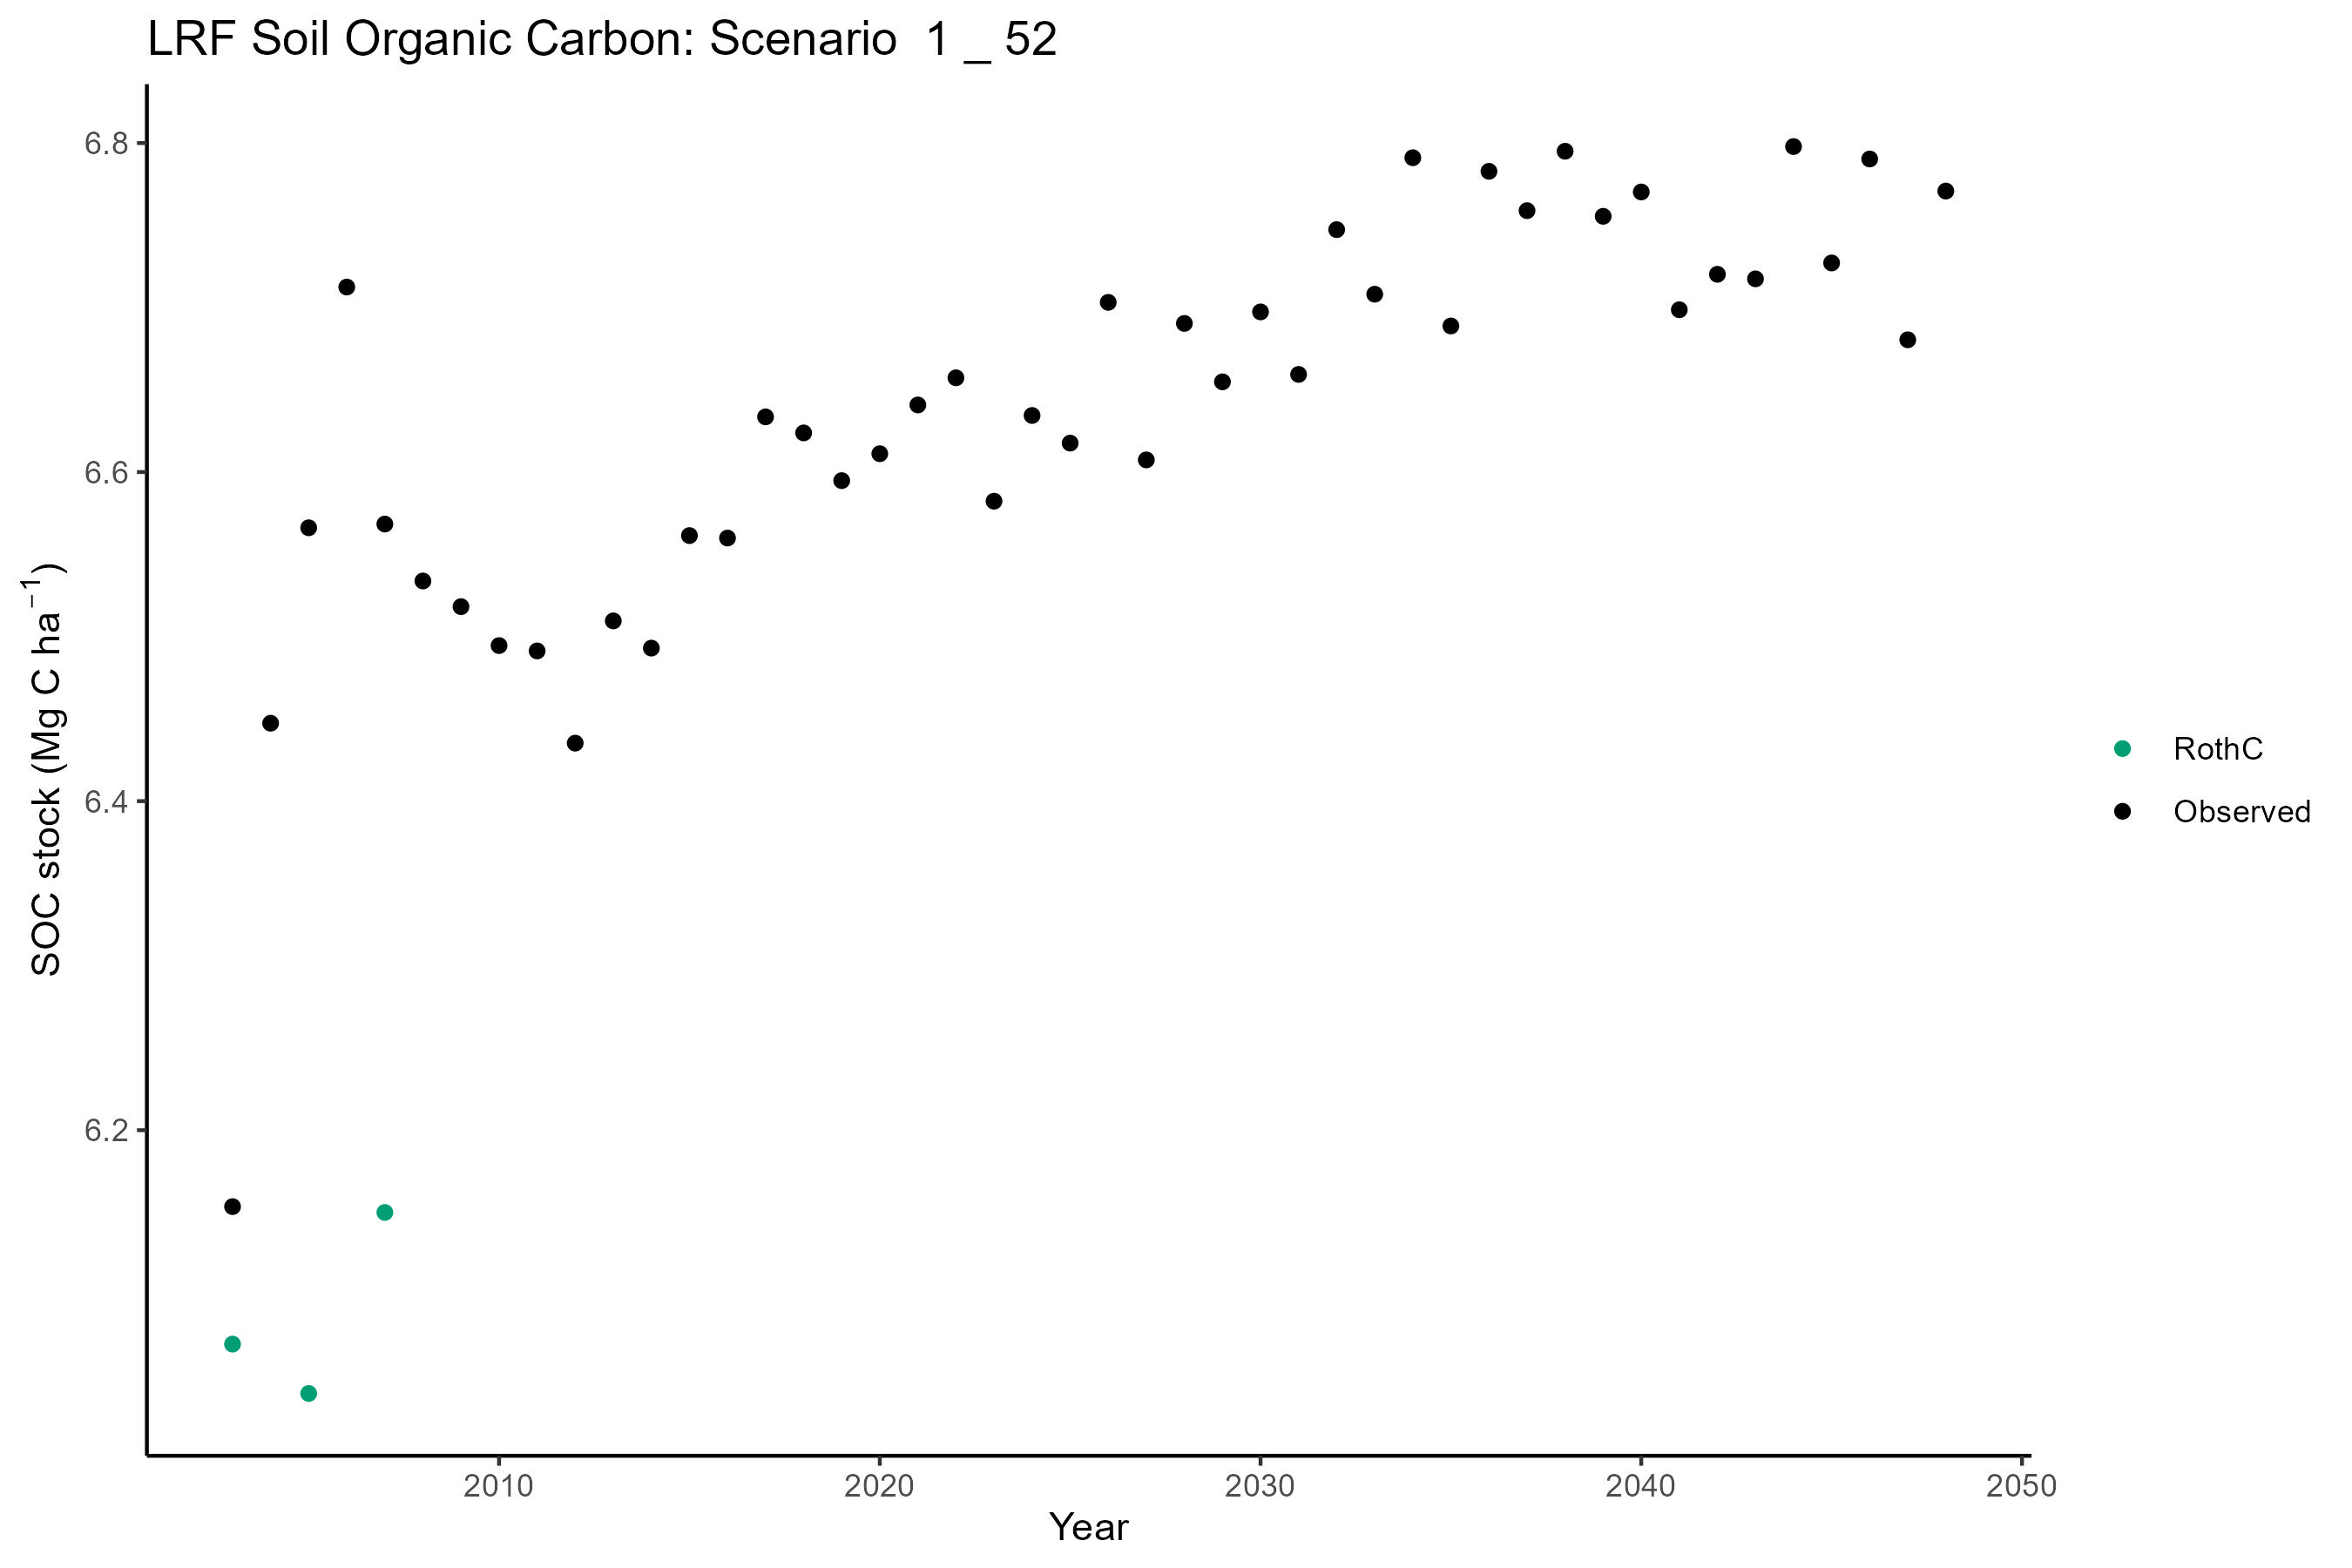 LRF Soil Organic Carbon: Scenario 1 _ 52
SOC stock (Mg C ha⁻¹)
6.8
6.6
6.4
6.2
2010 2020 2030 2040 2050
Year
RothC
Observed